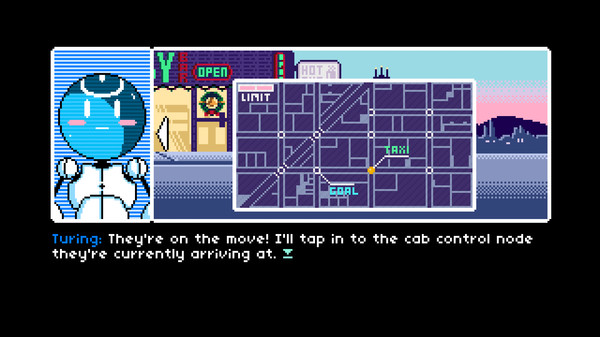 Y BAR
OPEN
HOT
LIMIT
TAXI
GOAL
Turing: They're on the move! I'll tap in to the cab control node
they're currently arriving at.